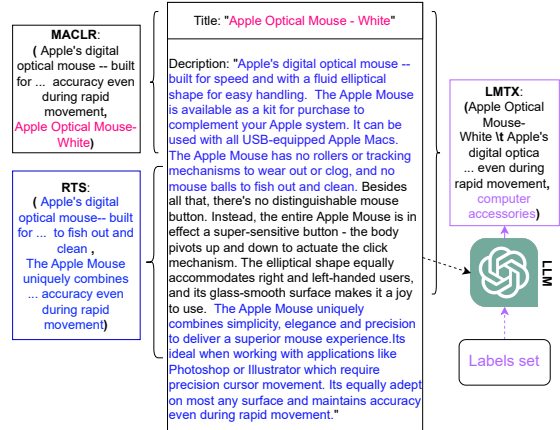 MACLR:
( Apple's digital
optical mouse -- built
for ... accuracy even
during rapid
movement,
Apple Optical Mouse-
White)
RTS:
( Apple's digital
optical mouse-- built
for ... to fish out and
clean ,
The Apple Mouse
uniquely combines
... accuracy even
during rapid
movement)
Title: "Apple Optical Mouse - White"
Decription: "Apple's digital optical mouse --
built for speed and with a fluid elliptical
shape for easy handling. The Apple Mouse
is available as a kit for purchase to
complement your Apple system. It can be
used with all USB-equipped Apple Macs.
The Apple Mouse has no rollers or tracking
mechanisms to wear out or clog, and no
mouse balls to fish out and clean. Besides
all that, there's no distinguishable mouse
button. Instead, the entire Apple Mouse is in
effect a super-sensitive button - the body
pivots up and down to actuate the click
mechanism. The elliptical shape equally
accommodates right and left-handed users,
and its glass-smooth surface makes it a joy
to use. The Apple Mouse uniquely
combines simplicity, elegance and precision
to deliver a superior mouse experience.Its
ideal when working with applications like
Photoshop or Illustrator which require
precision cursor movement. Its equally adept
on most any surface and maintains accuracy
even during rapid movement."
LMTX:
(Apple Optical
Mouse-
White \t Apple's
digital optica
... even during
rapid movement,
computer
accessories)
LLM
Labels set